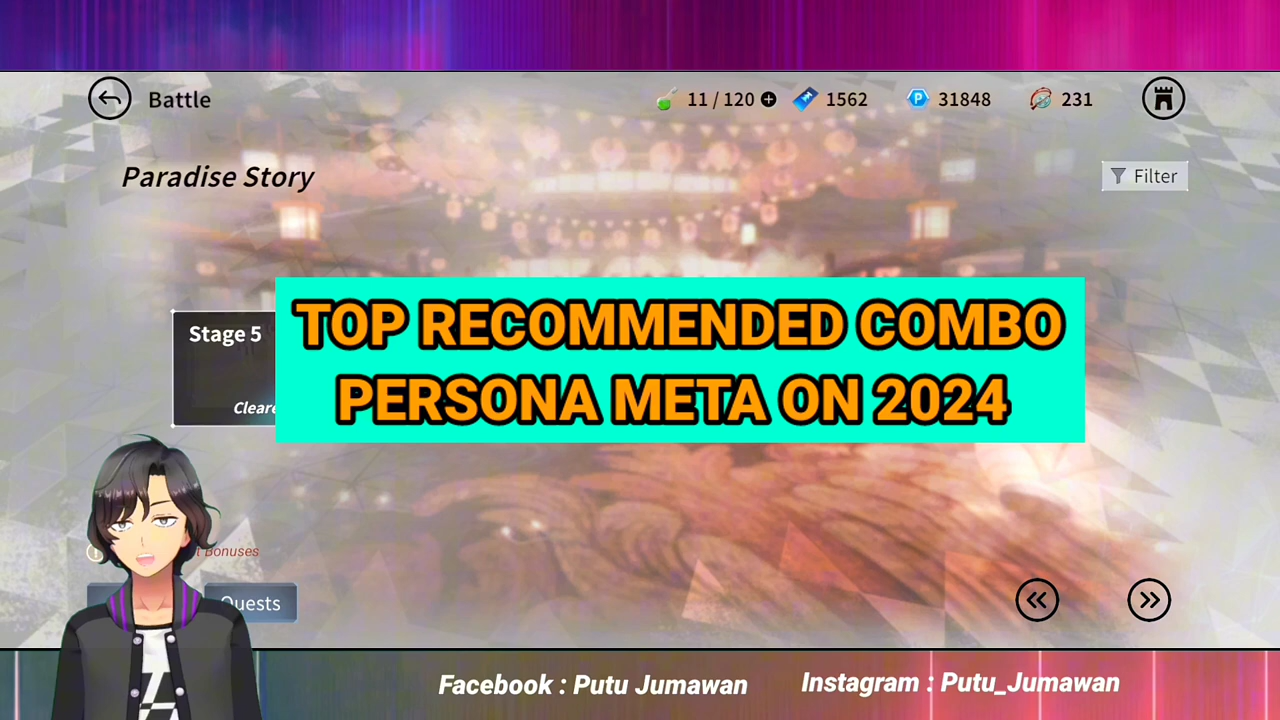 Battle
11 / 120
1562
31848
231
Paradise Story
Filter
Stage 5
TOP RECOMMENDED COMBO
PERSONA META ON 2024
Bonuses
Quests
Facebook : Putu Jumawan
Instagram : Putu_Jumawan